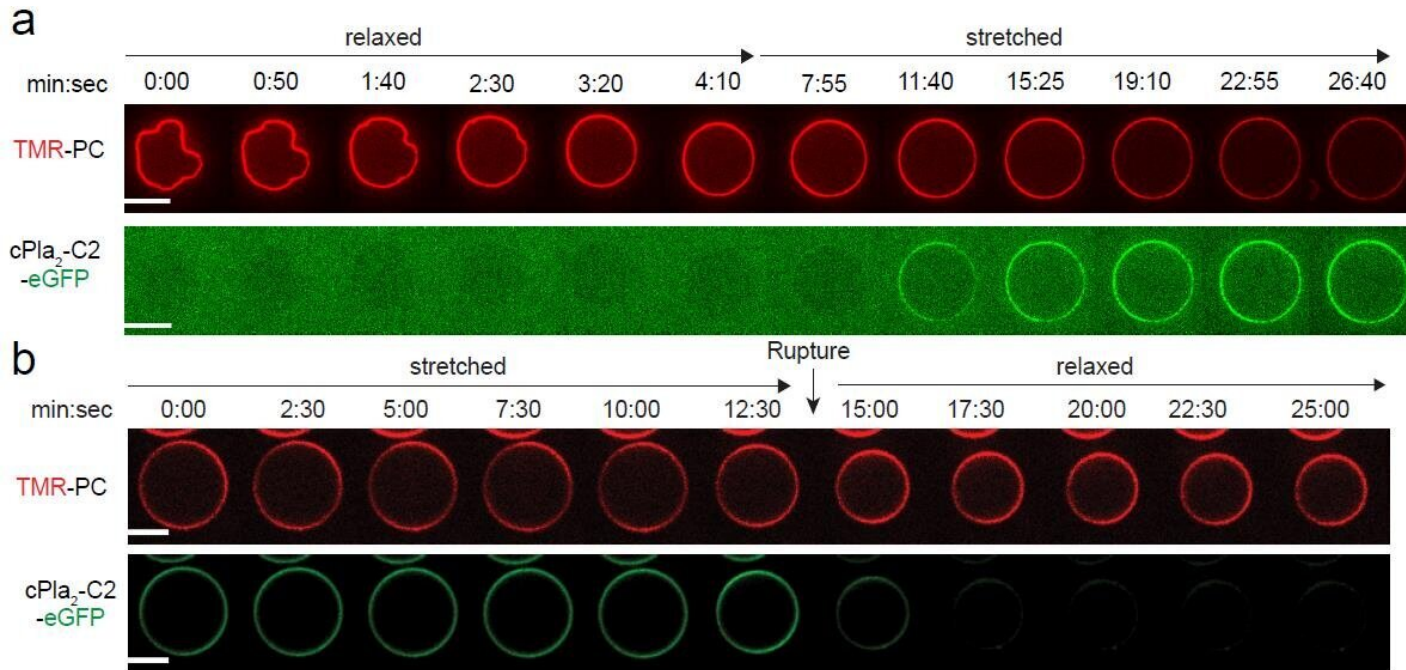 a
relaxed stretched
min:sec 0:00 0:50 1:40 2:30 3:20 4:10 7:55 11:40 15:25 19:10 22:55 26:40
TMR-PC
cPla₂-C2
-eGFP
b
stretched Rupture relaxed
min:sec 0:00 2:30 5:00 7:30 10:00 12:30 15:00 17:30 20:00 22:30 25:00
TMR-PC
cPla₂-C2
-eGFP